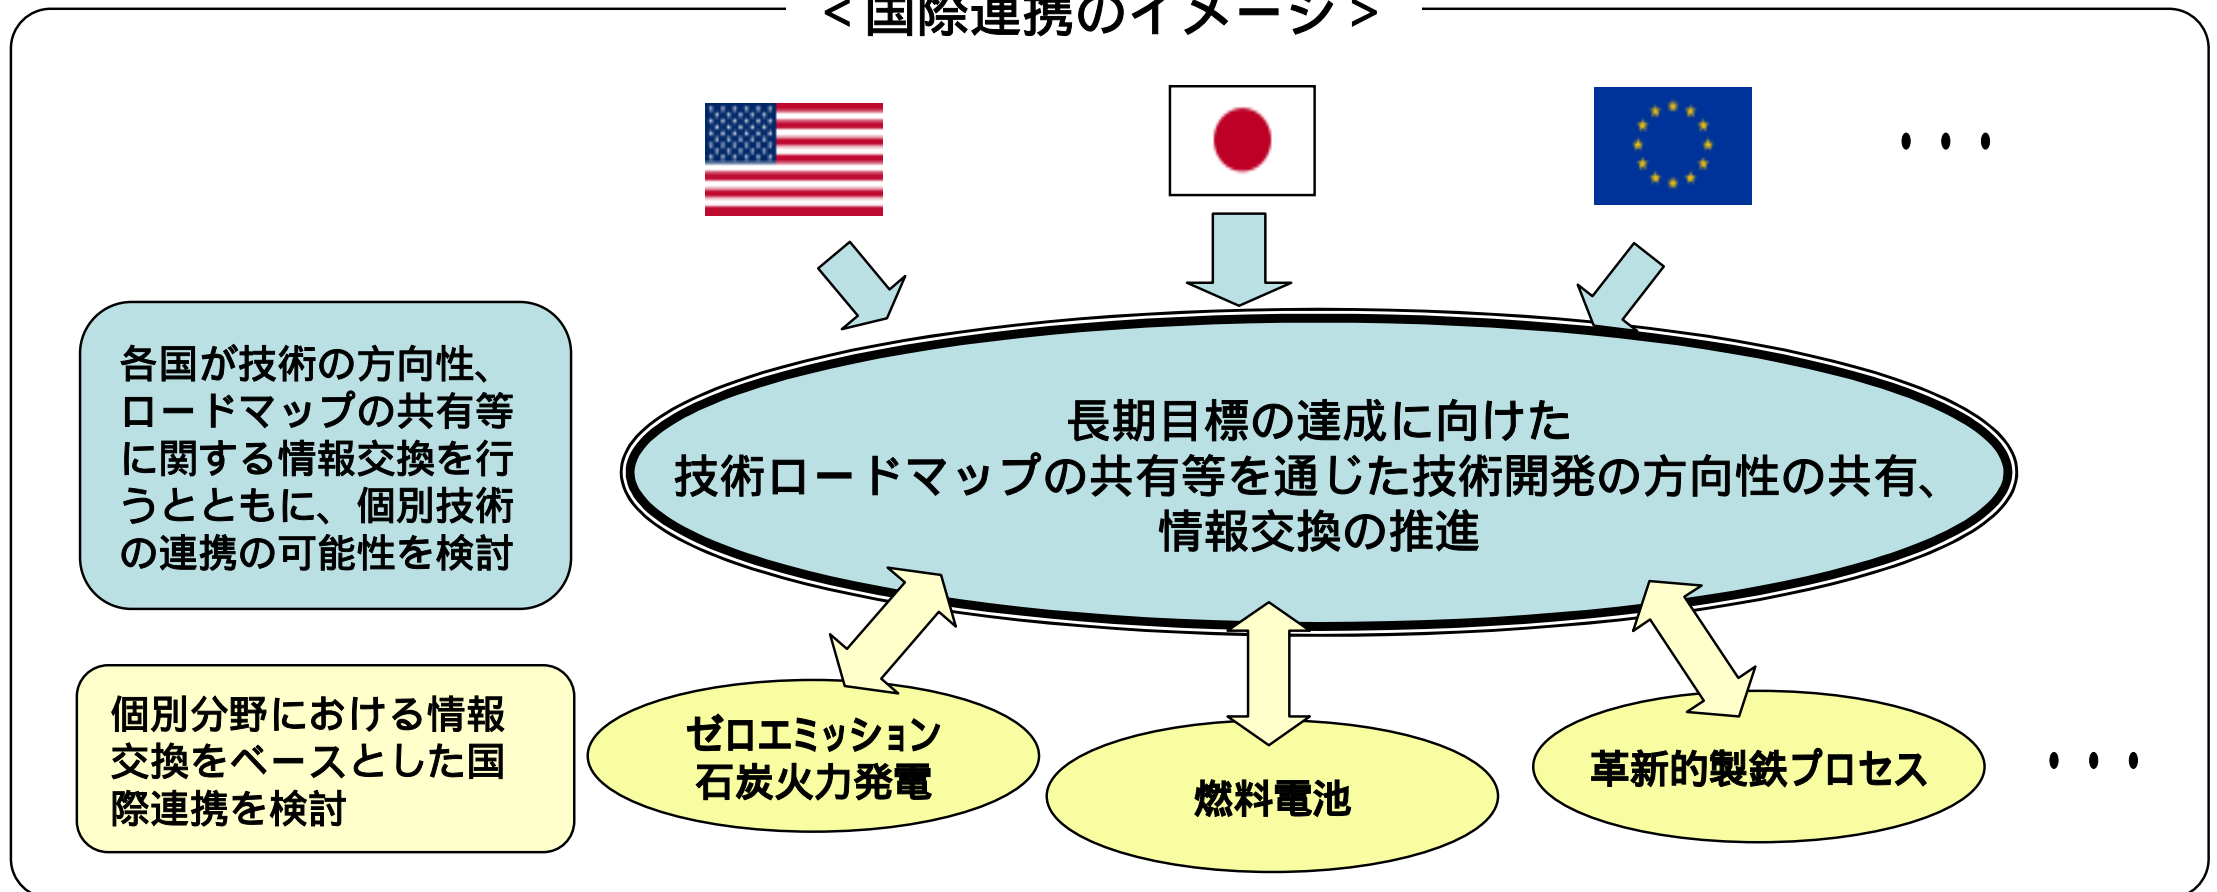 ＜国際連携のイメージ＞
・・・
各国が技術の方向性、
ロードマップの共有等
に関する情報交換を行
うとともに、個別技術
の連携の可能性を検討
長期目標の達成に向けた
技術ロードマップの共有等を通じた技術開発の方向性の共有、
情報交換の推進
個別分野における情報
交換をベースとした国
際連携を検討
ゼロエミッション
石炭火力発電
燃料電池
革新的製鉄プロセス
・・・